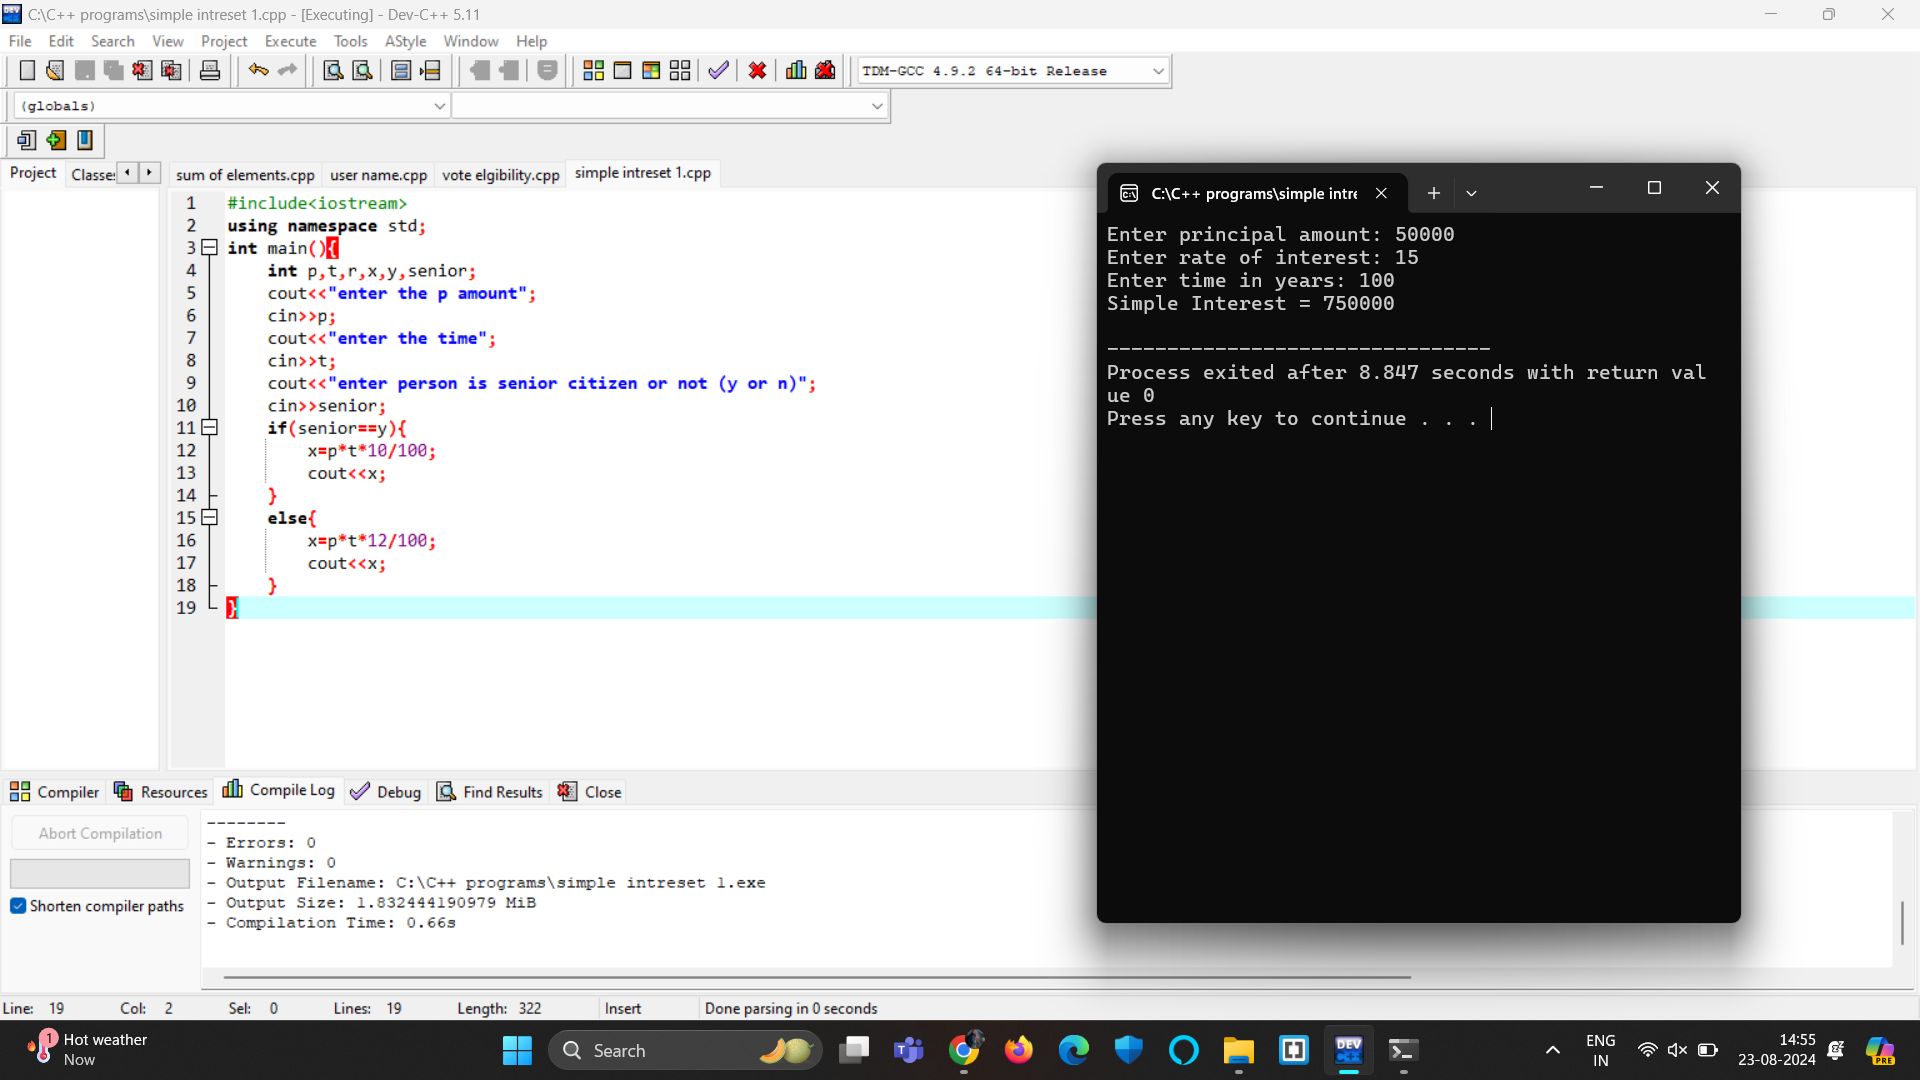 C:\C++ programs\simple intreset 1.cpp - [Executing] - Dev-C++ 5.11
File Edit Search View Project Execute Tools AStyle Window Help
TDM-GCC 4.9.2 64-bit Release
(globals)
Project Classes
sum of elements.cpp user name.cpp vote elgibility.cpp simple intreset 1.cpp
1 #include<iostream>
2 using namespace std;
3 int main(){
4 int p,t,r,x,y,senior;
5 cout<<"enter the p amount";
6 cin>>p;
7 cout<<"enter the time";
8 cin>>t;
9 cout<<"enter person is senior citizen or not (y or n)";
10 cin>>senior;
11 if(senior==y){
12 x=p*t*10/100;
13 cout<<x;
14 }
15 else{
16 x=p*t*12/100;
17 cout<<x;
18 }
19 }
C:\C++ programs\simple intre
Enter principal amount: 50000
Enter rate of interest: 15
Enter time in years: 100
Simple Interest = 750000
--------------------------------
Process exited after 8.847 seconds with return val
ue 0
Press any key to continue . . .
Compiler Resources Compile Log Debug Find Results Close
Abort Compilation
Shorten compiler paths
--------
- Errors: 0
- Warnings: 0
- Output Filename: C:\C++ programs\simple intreset 1.exe
- Output Size: 1.832444190979 MiB
- Compilation Time: 0.66s
Line: 19 Col: 2 Sel: 0 Lines: 19 Length: 322 Insert Done parsing in 0 seconds
1
Hot weather
Now
Search
DEV
C++
ENG
IN
14:55
23-08-2024
PRE